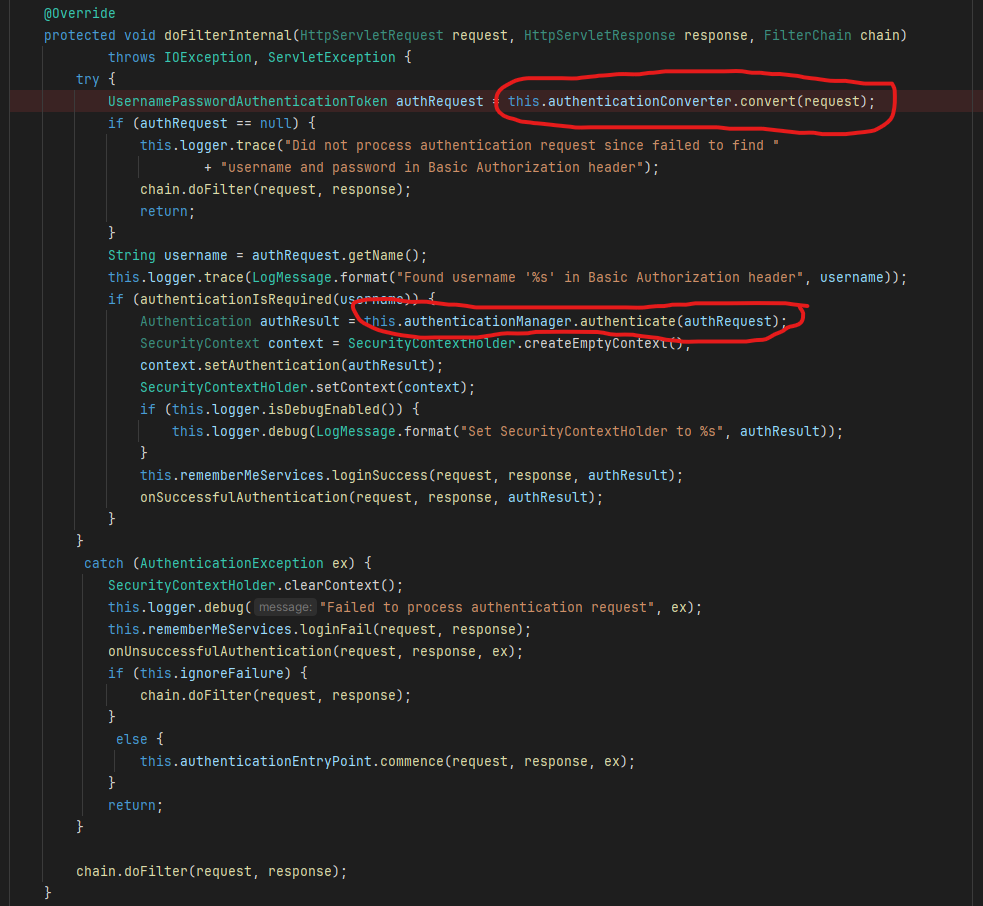 @Override
protected void doFilterInternal(HttpServletRequest request, HttpServletResponse response, FilterChain chain)
throws IOException, ServletException {
try {
UsernamePasswordAuthenticationToken authRequest = this.authenticationConverter.convert(request);
if (authRequest == null) {
this.logger.trace("Did not process authentication request since failed to find "
+ "username and password in Basic Authorization header");
chain.doFilter(request, response);
return;
}
String username = authRequest.getName();
this.logger.trace(LogMessage.format("Found username '%s' in Basic Authorization header", username));
if (authenticationIsRequired(username)) {
Authentication authResult = this.authenticationManager.authenticate(authRequest);
SecurityContext context = SecurityContextHolder.createEmptyContext();
context.setAuthentication(authResult);
SecurityContextHolder.setContext(context);
if (this.logger.isDebugEnabled()) {
this.logger.debug(LogMessage.format("Set SecurityContextHolder to %s", authResult));
}
this.rememberMeServices.loginSuccess(request, response, authResult);
onSuccessfulAuthentication(request, response, authResult);
}
}
catch (AuthenticationException ex) {
SecurityContextHolder.clearContext();
this.logger.debug( message: "Failed to process authentication request", ex);
this.rememberMeServices.loginFail(request, response);
onUnsuccessfulAuthentication(request, response, ex);
if (this.ignoreFailure) {
chain.doFilter(request, response);
}
else {
this.authenticationEntryPoint.commence(request, response, ex);
}
return;
}
chain.doFilter(request, response);
}